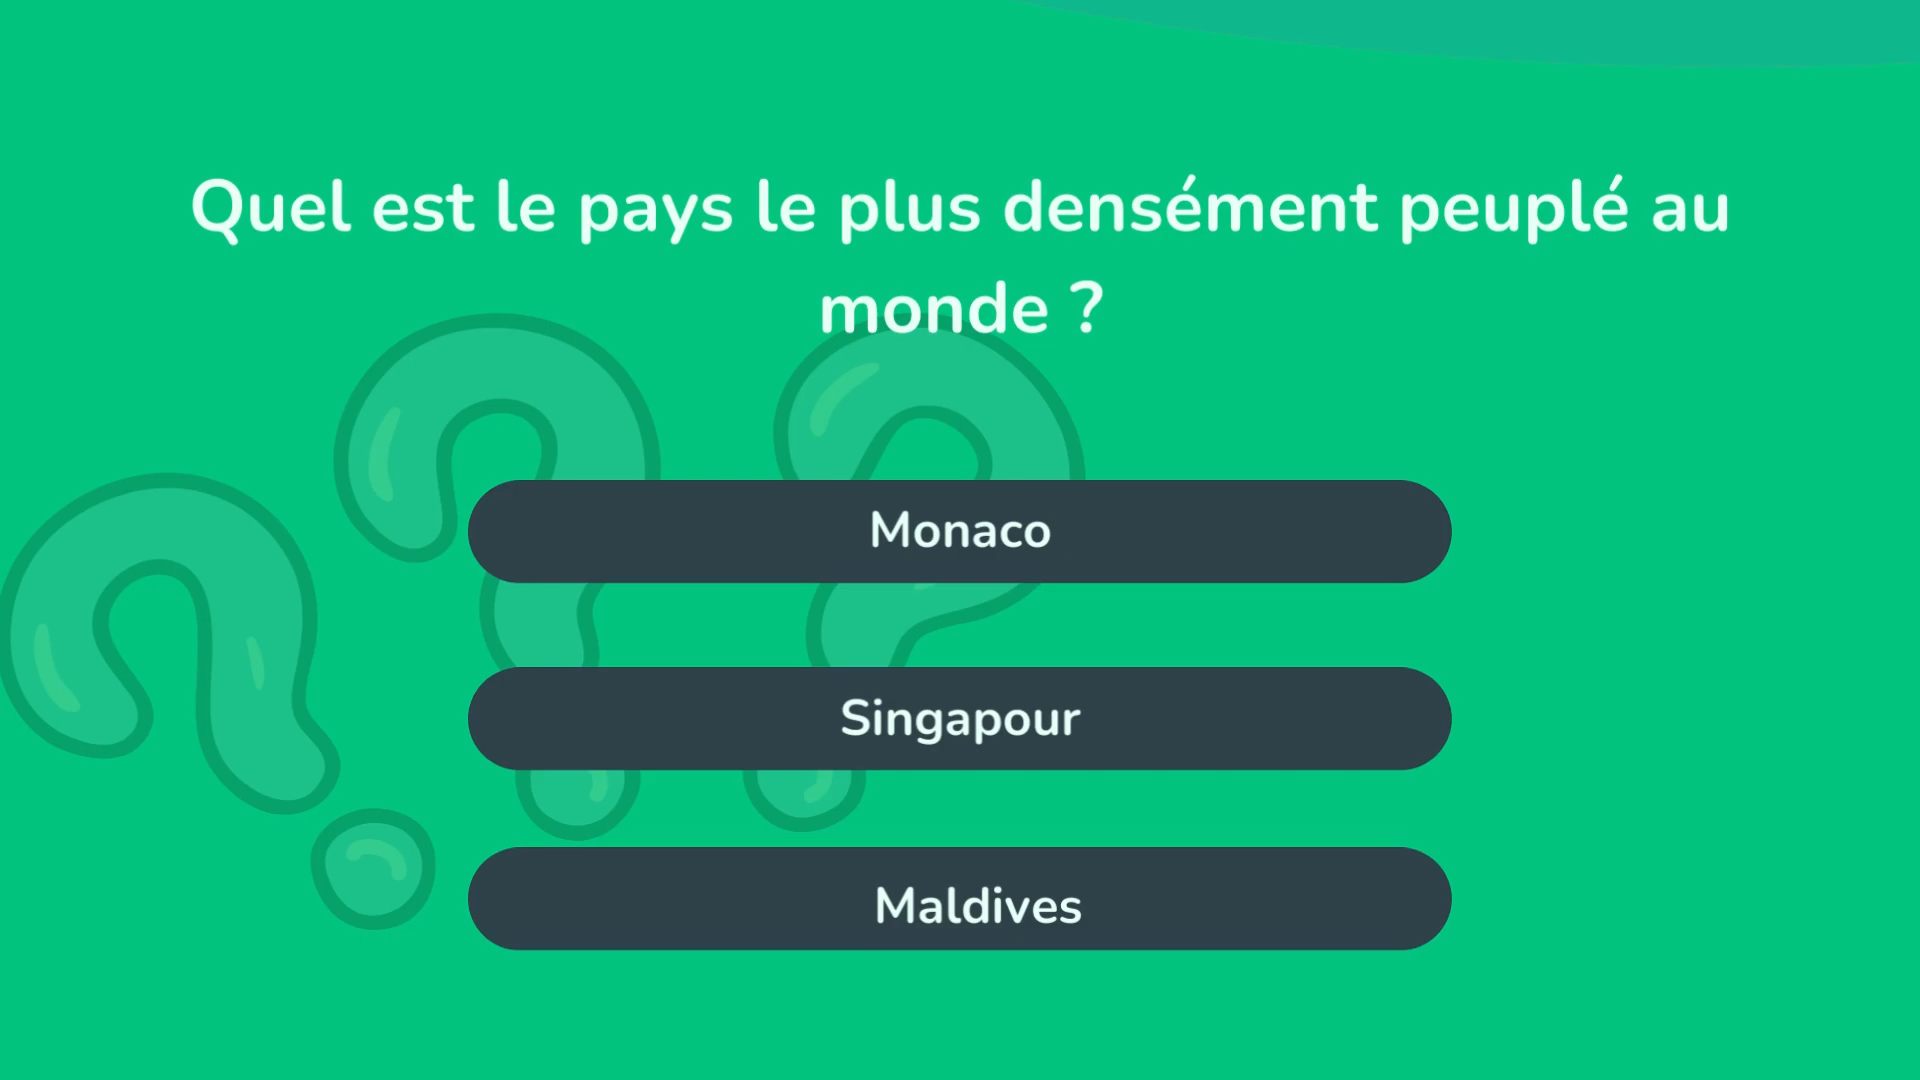 Quel est le pays le plus densément peuplé au
monde ?
Monaco
Singapour
Maldives